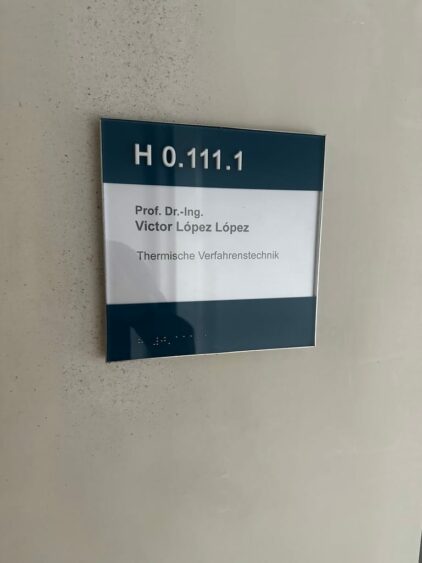 H 0.111.1
Prof. Dr.-Ing.
Victor López López
Thermische Verfahrenstechnik